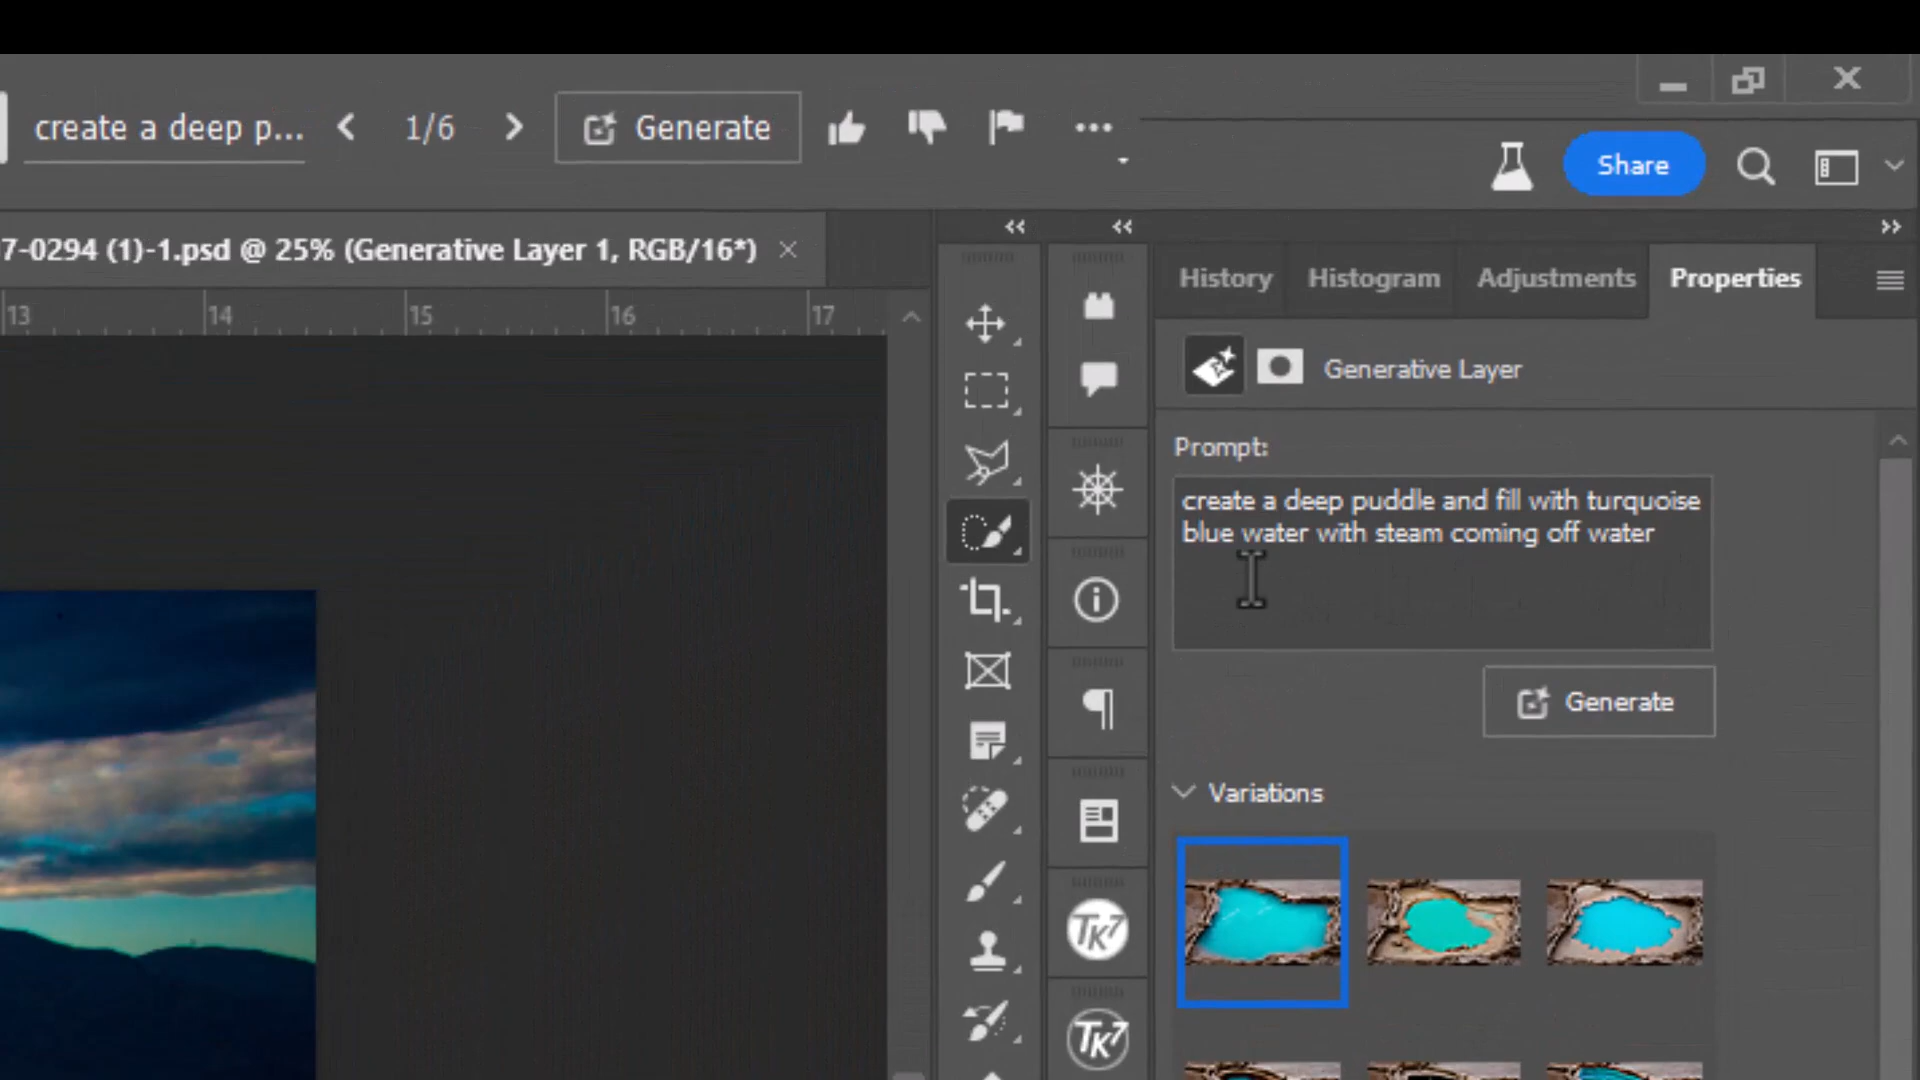 create a deep p...
1/6
Generate
Share
7-0294 (1)-1.psd @ 25% (Generative Layer 1, RGB/16*)
13 14 15 16 17
History Histogram Adjustments Properties
Generative Layer
Prompt:
create a deep puddle and fill with turquoise
blue water with steam coming off water
Generate
Variations
TK7
TK7